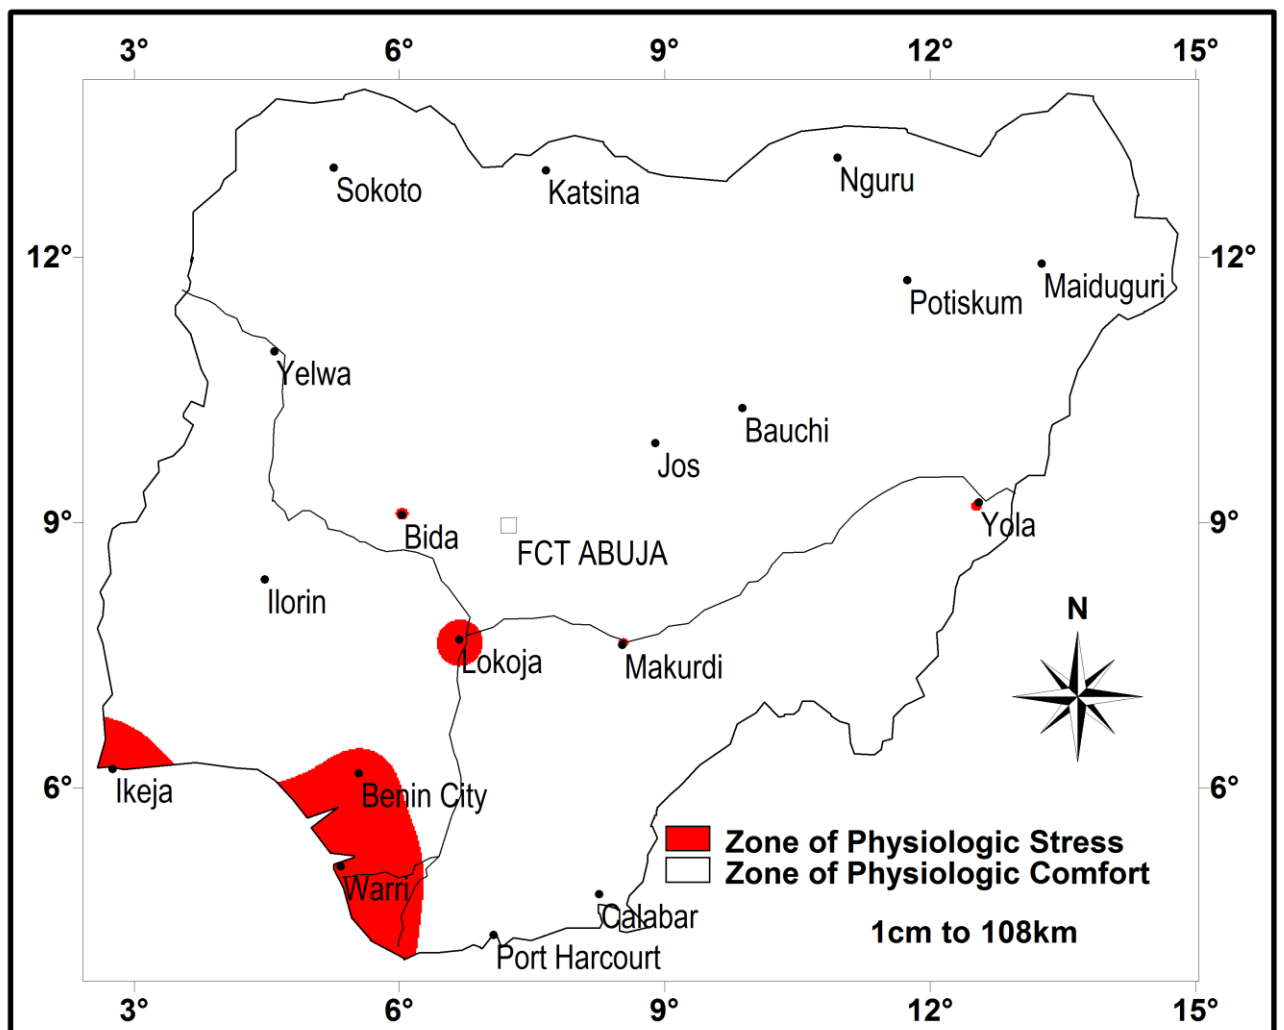 3° 6° 9° 12° 15°
Sokoto
Katsina
Nguru
12° 12°
Maiduguri
Potiskum
Yelwa
Bauchi
Jos
9° 9°
Bida
Yola
FCT ABUJA
Ilorin
N
Lokoja
Makurdi
6° 6°
Ikeja
Benin City
Zone of Physiologic Stress
Zone of Physiologic Comfort
Warri
Calabar
1cm to 108km
Port Harcourt
3° 6° 9° 12° 15°